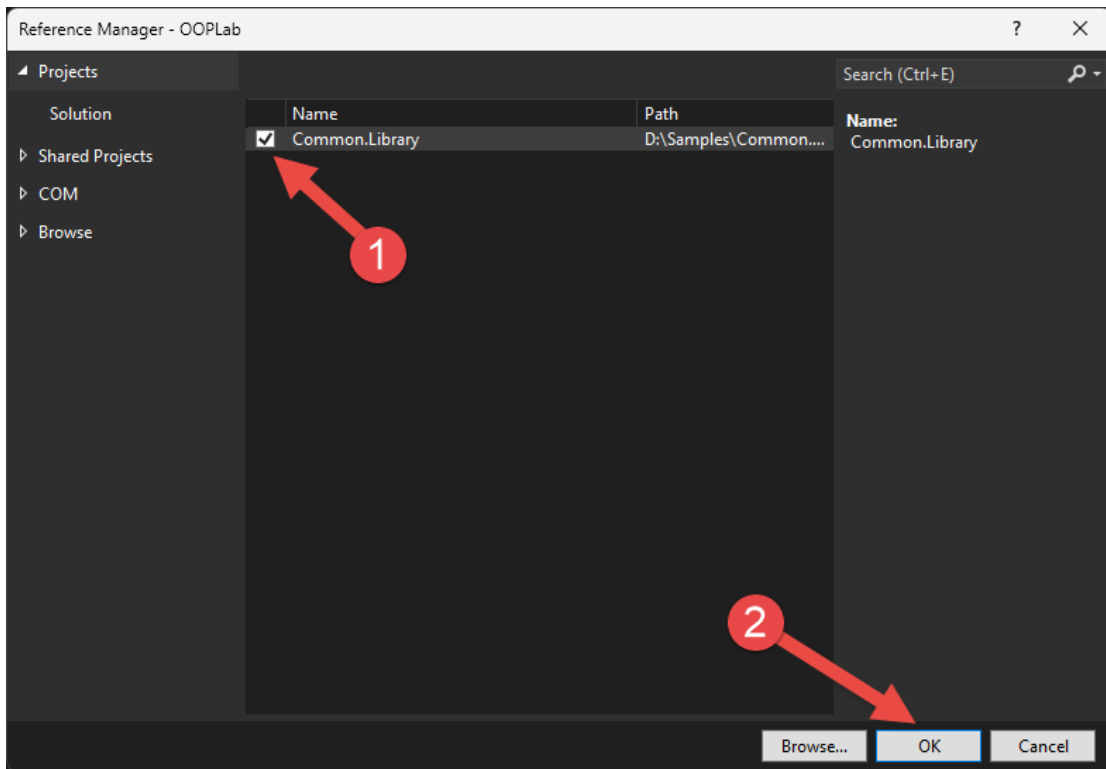 Reference Manager - OOPLab
?
Projects
Search (Ctrl+E)
Solution
Name Path
Name:
Common.Library D:\Samples\Common....
Common.Library
Shared Projects
COM
Browse
1
2
Browse... OK Cancel